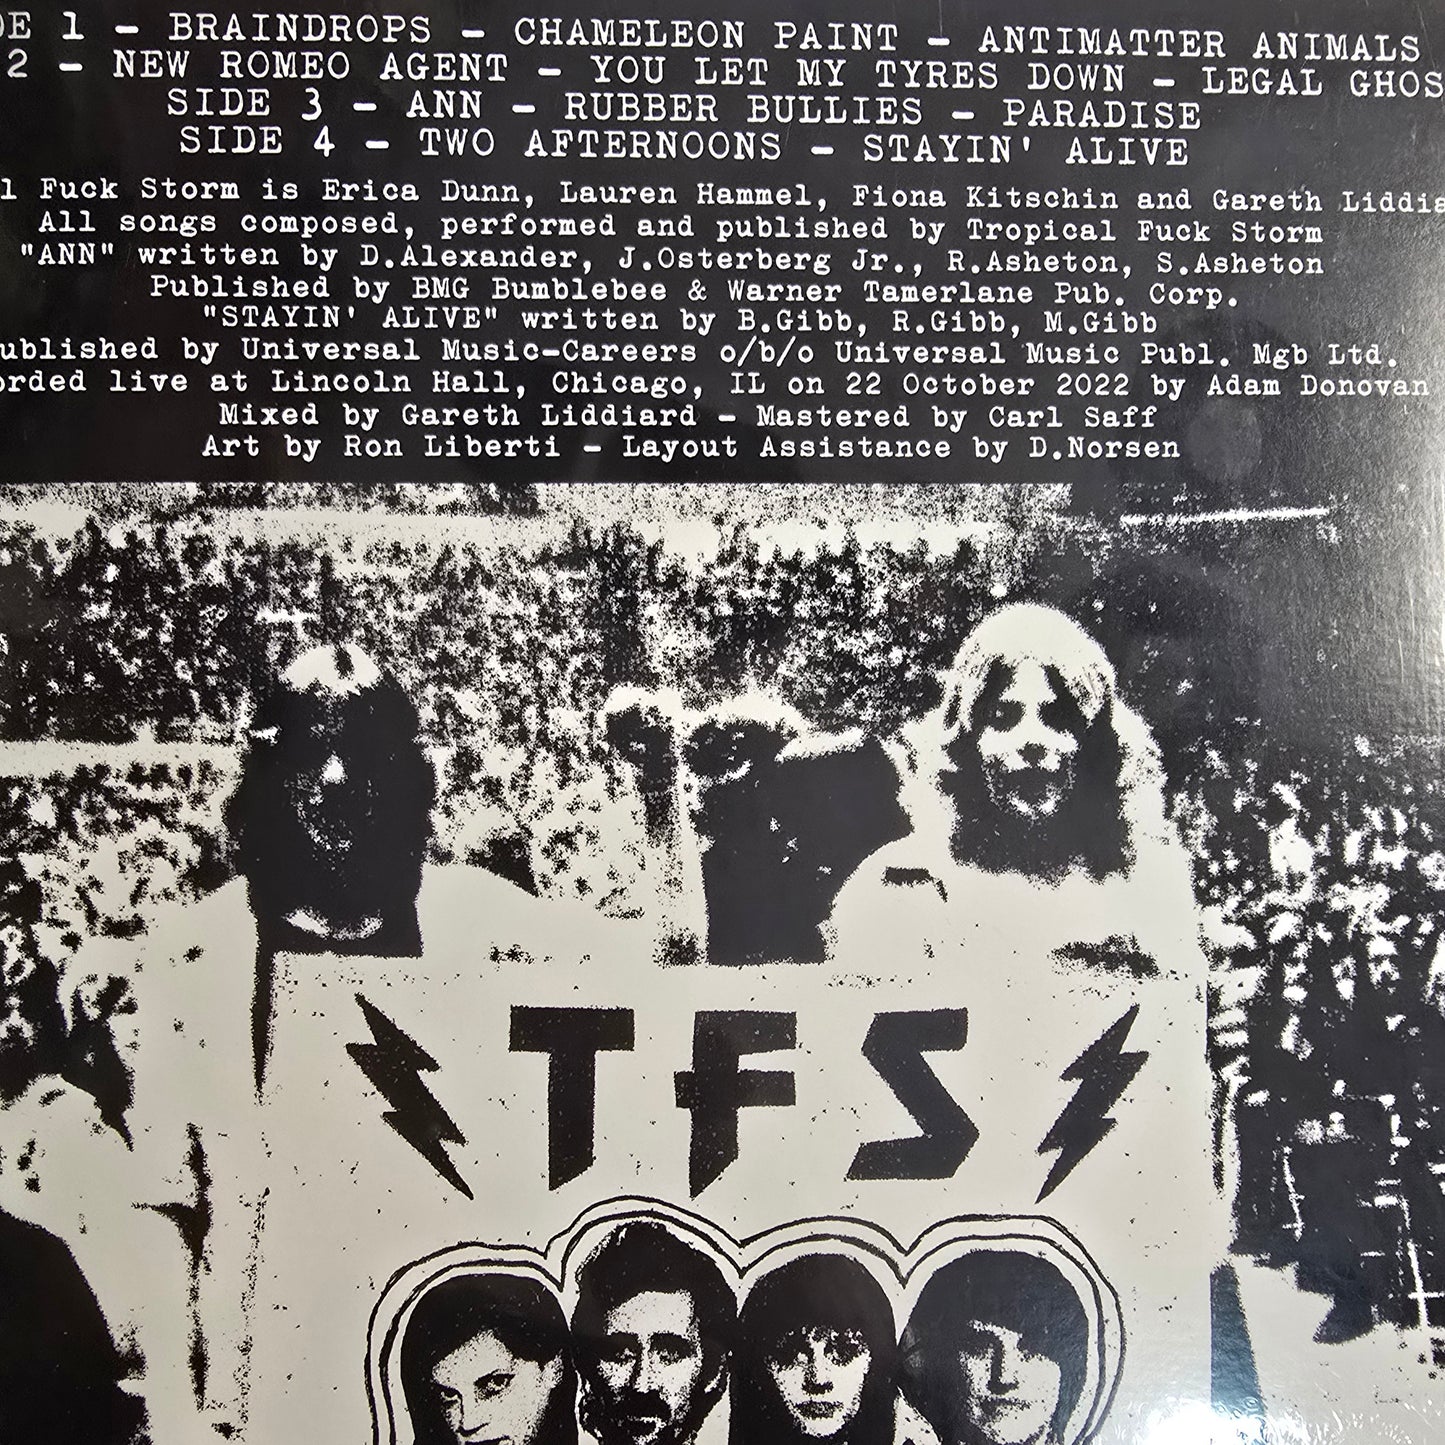 DE 1 – BRAINDROPS – CHAMELEON PAINT – ANTIMATTER ANIMALS
2 – NEW ROMEO AGENT – YOU LET MY TYRES DOWN – LEGAL GHOS
SIDE 3 – ANN – RUBBER BULLIES – PARADISE
SIDE 4 – TWO AFTERNOONS – STAYIN' ALIVE
l Fuck Storm is Erica Dunn, Lauren Hammel, Fiona Kitschin and Gareth Liddia
All songs composed, performed and published by Tropical Fuck Storm
"ANN" written by D.Alexander, J.Osterberg Jr., R.Asheton, S.Asheton
Published by BMG Bumblebee & Warner Tamerlane Pub. Corp.
"STAYIN' ALIVE" written by B.Gibb, R.Gibb, M.Gibb
ublished by Universal Music-Careers o/b/o Universal Music Publ. Mgb Ltd.
orded live at Lincoln Hall, Chicago, IL on 22 October 2022 by Adam Donovan
Mixed by Gareth Liddiard – Mastered by Carl Saff
Art by Ron Liberti – Layout Assistance by D.Norsen
TFS